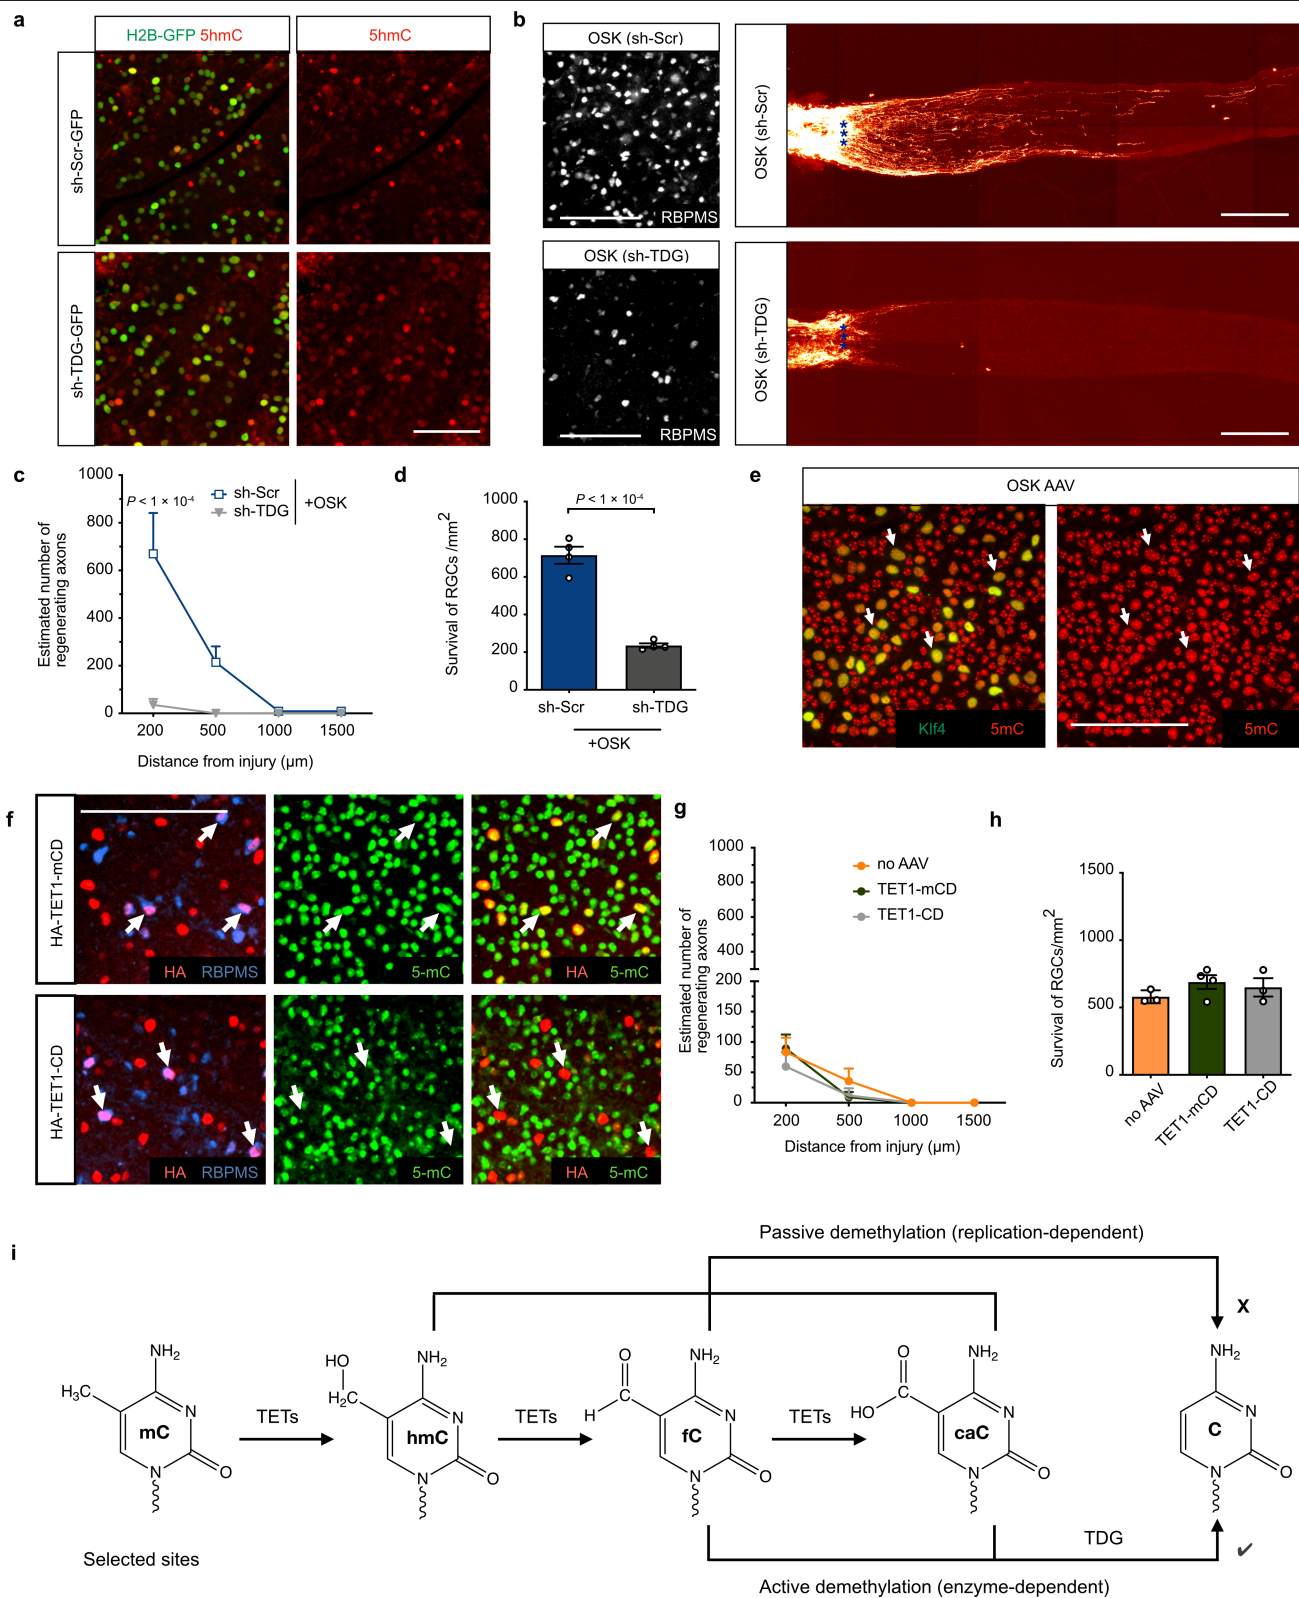 a
H2B-GFP 5hmC
5hmC
sh-Scr-GFP
sh-TDG-GFP
b
OSK (sh-Scr)
RBPMS
OSK (sh-Scr)
***
OSK (sh-TDG)
RBPMS
OSK (sh-TDG)
***
c
1000
800
600
400
200
0
P < 1 × 10-4
sh-Scr
sh-TDG
+OSK
Estimated number of
regenerating axons
200
500
1000
1500
Distance from injury (μm)
d
1000
800
600
400
200
0
P < 1 × 10-4
Survival of RGCs /mm2
sh-Scr
sh-TDG
+OSK
e
OSK AAV
Klf4
5mC
5mC
f
HA-TET1-mCD
HA
RBPMS
5-mC
HA
5-mC
HA-TET1-CD
HA
RBPMS
5-mC
HA
5-mC
g
1000
800
600
400
200
150
100
50
0
no AAV
TET1-mCD
TET1-CD
Estimated number of
regenerating axons
200
500
1000
1500
Distance from injury (μm)
h
1500
1000
500
0
Survival of RGCs/mm2
no AAV
TET1-mCD
TET1-CD
i
Passive demethylation (replication-dependent)
X
NH2
H3C
N
mC
N
O
Selected sites
TETs
HO
H2C
NH2
N
hmC
N
O
TETs
O
H
NH2
N
fC
N
O
TETs
O
HO
NH2
N
caC
N
O
NH2
N
C
N
O
TDG
✔
Active demethylation (enzyme-dependent)